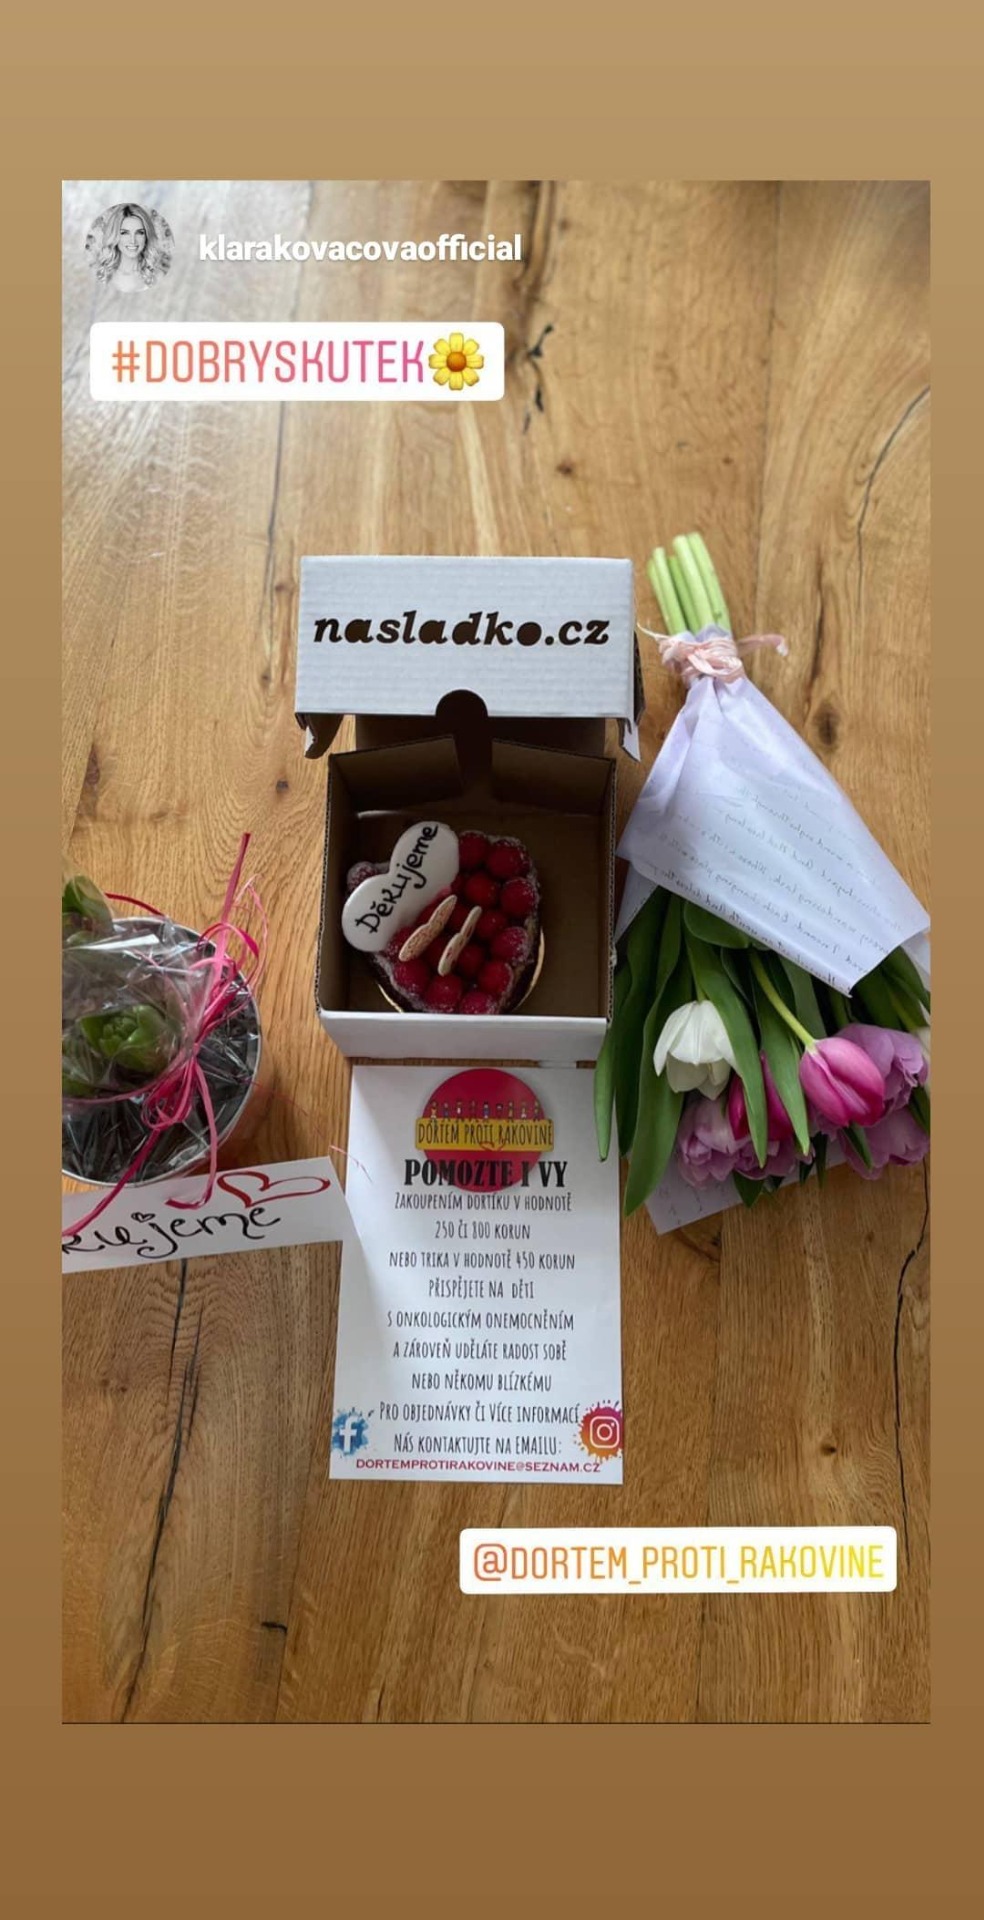 klarakovacovaofficial
#DOBRYSKUTEK
nasladko.cz
Děkujeme
DORTEM PROTI RAKOVINĚ
POMOZTE I VY
ZAKOUPENÍM DORTÍKU V HODNOTĚ
250 ČI 800 KORUN
NEBO TRIKA V HODNOTĚ 450 KORUN
PŘISPĚJETE NA DĚTI
S ONKOLOGICKÝM ONEMOCNĚNÍM
A ZÁROVEŇ UDĚLÁTE RADOST SOBĚ
NEBO NĚKOMU BLÍZKÉMU
PRO OBJEDNÁVKY ČI VÍCE INFORMACÍ
NÁS KONTAKTUJTE NA EMAILU:
DORTEMPROTIRAKOVINE@SEZNAM.CZ
kujeme
@DORTEM_PROTI_RAKOVINE